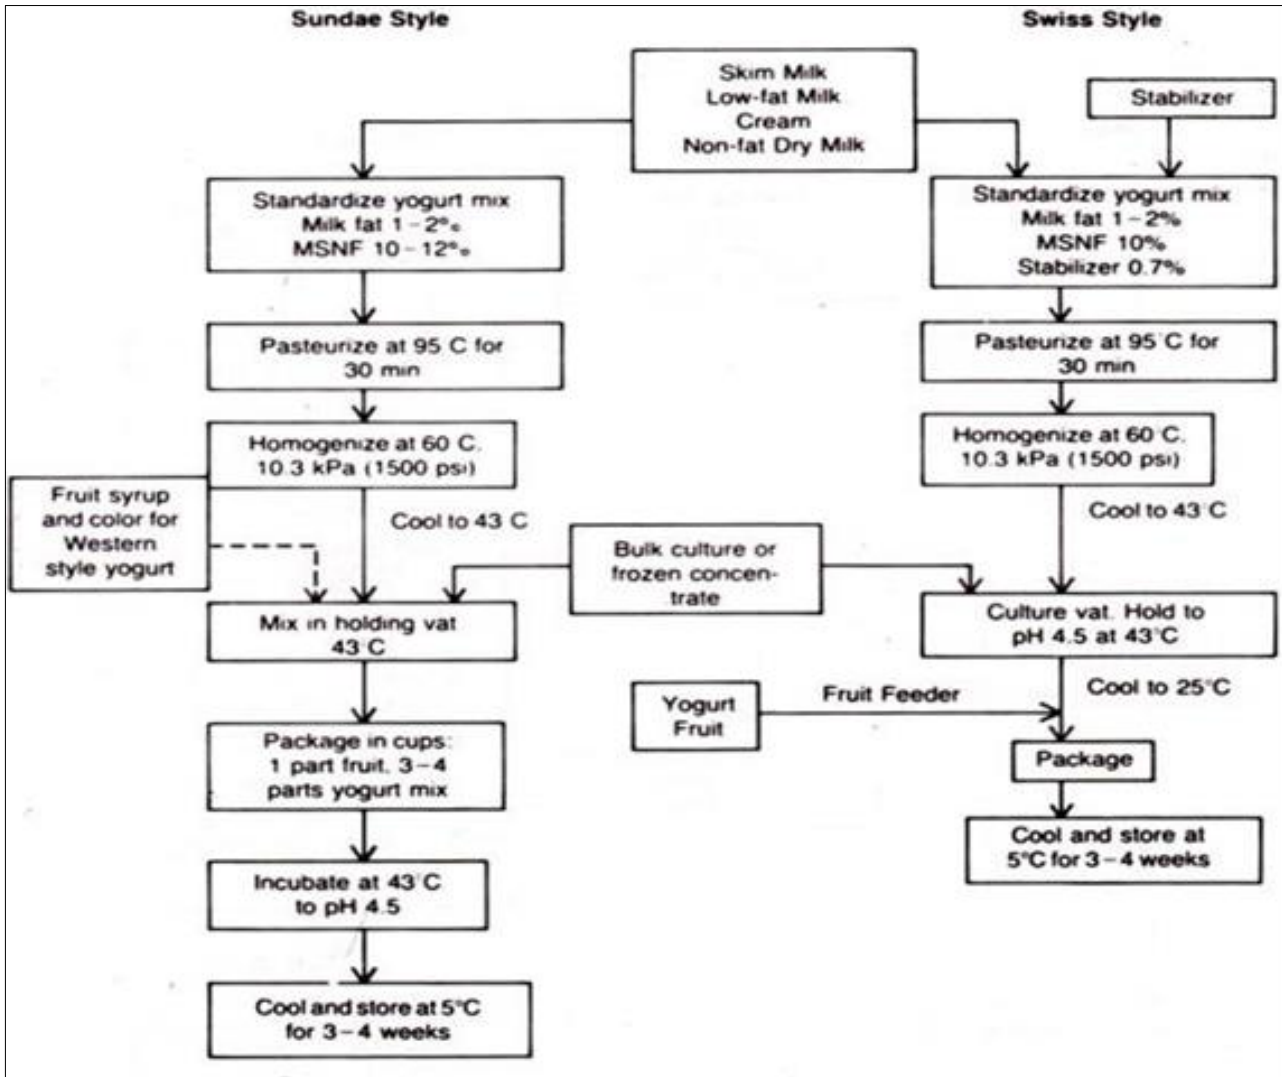 Sundae Style
Swiss Style
Skim Milk
Low-fat Milk
Cream
Non-fat Dry Milk
Stabilizer
Standardize yogurt mix
Milk fat 1-2%
MSNF 10-12%
Standardize yogurt mix
Milk fat 1-2%
MSNF 10%
Stabilizer 0.7%
Pasteurize at 95 C for
30 min
Pasteurize at 95°C for
30 min
Homogenize at 60 C.
10.3 kPa (1500 psi)
Homogenize at 60°C.
10.3 kPa (1500 psi)
Fruit syrup
and color for
Western
style yogurt
Cool to 43 C
Cool to 43°C
Bulk culture or
frozen concen-
trate
Mix in holding vat
43°C
Culture vat. Hold to
pH 4.5 at 43°C
Cool to 25°C
Yogurt
Fruit
Fruit Feeder
Package in cups:
1 part fruit, 3-4
parts yogurt mix
Package
Incubate at 43°C
to pH 4.5
Cool and store at
5°C for 3-4 weeks
Cool and store at 5°C
for 3-4 weeks